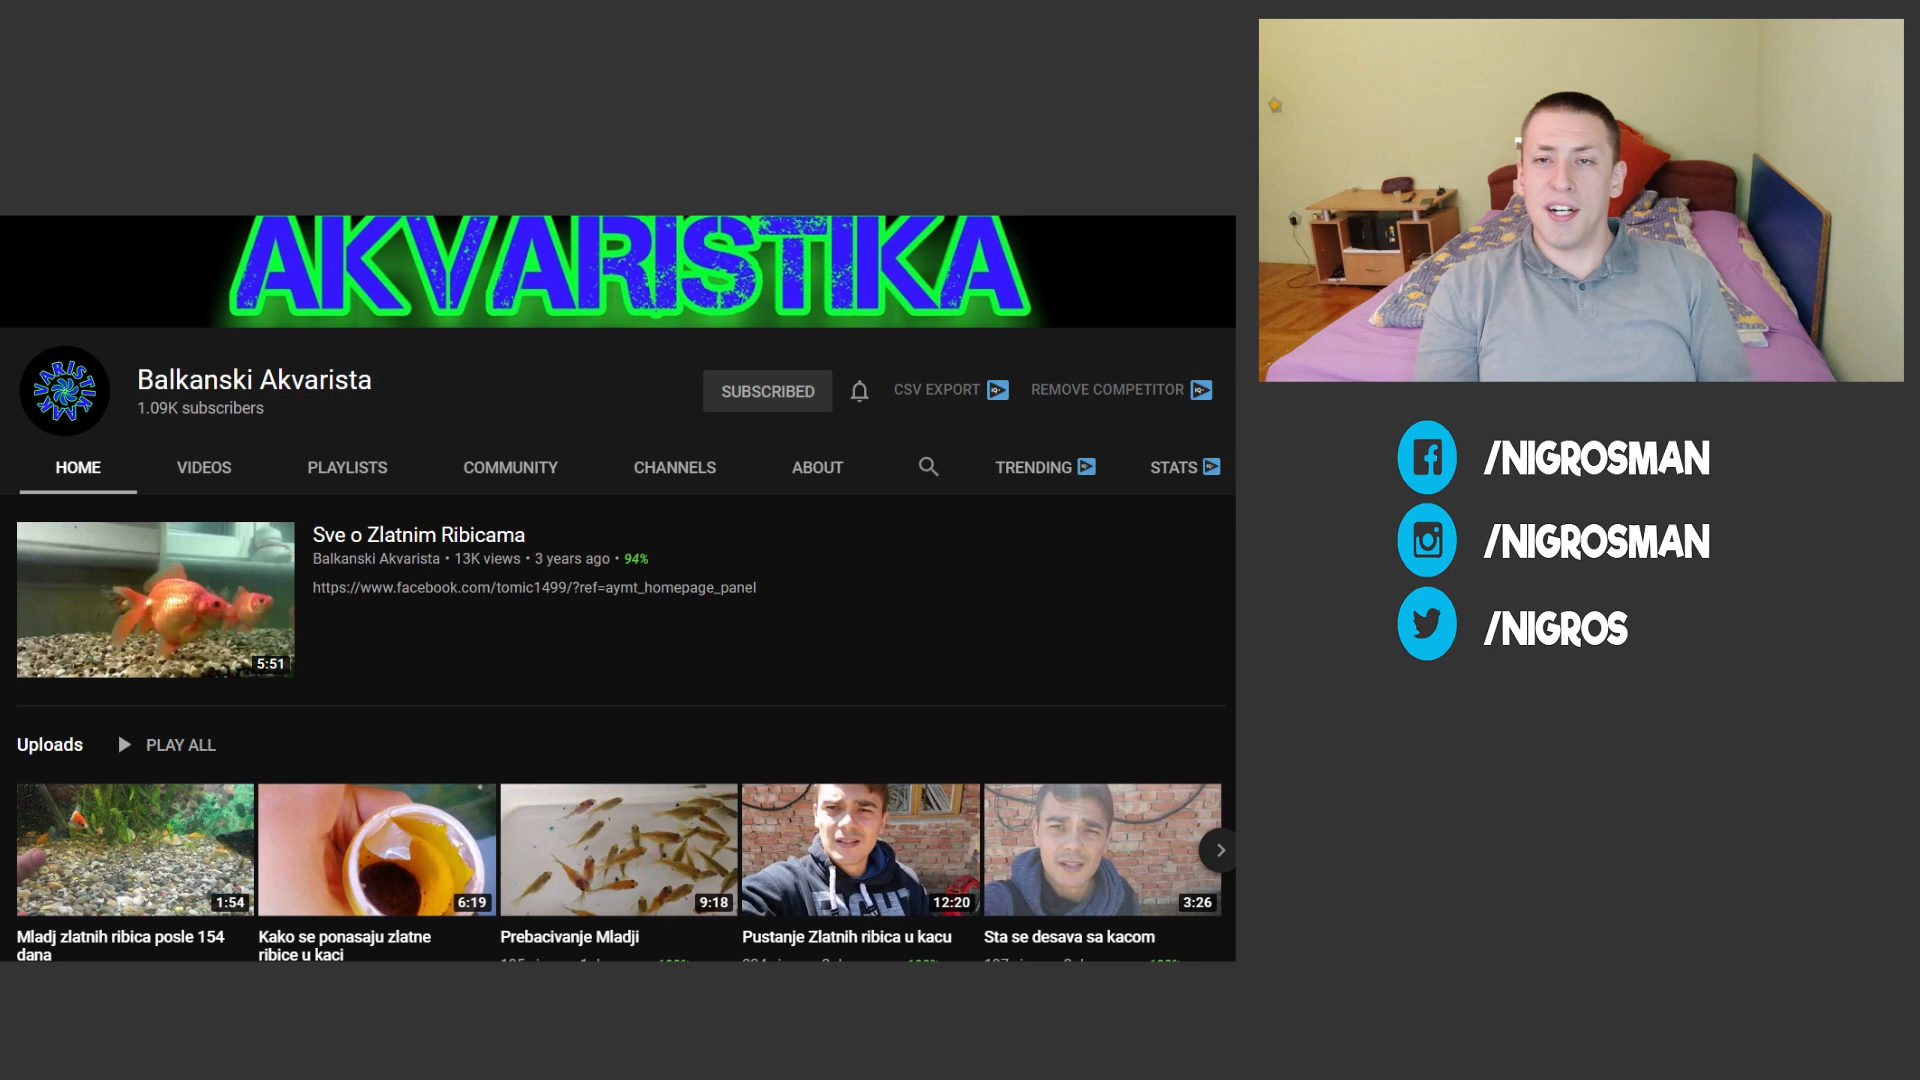 AKVARISTIKA
Balkanski Akvarista
1.09K subscribers
SUBSCRIBED
CSV EXPORT
REMOVE COMPETITOR
HOME
VIDEOS
PLAYLISTS
COMMUNITY
CHANNELS
ABOUT
TRENDING
STATS
Sve o Zlatnim Ribicama
Balkanski Akvarista • 13K views • 3 years ago • 94%
https://www.facebook.com/tomic1499/?ref=aymt_homepage_panel
5:51
Uploads
PLAY ALL
1:54
6:19
9:18
12:20
3:26
Mladj zlatnih ribica posle 154
dana
Kako se ponasaju zlatne
ribice u kaci
Prebacivanje Mladji
Pustanje Zlatnih ribica u kacu
Sta se desava sa kacom
/NIGROSMAN
/NIGROSMAN
/NIGROS